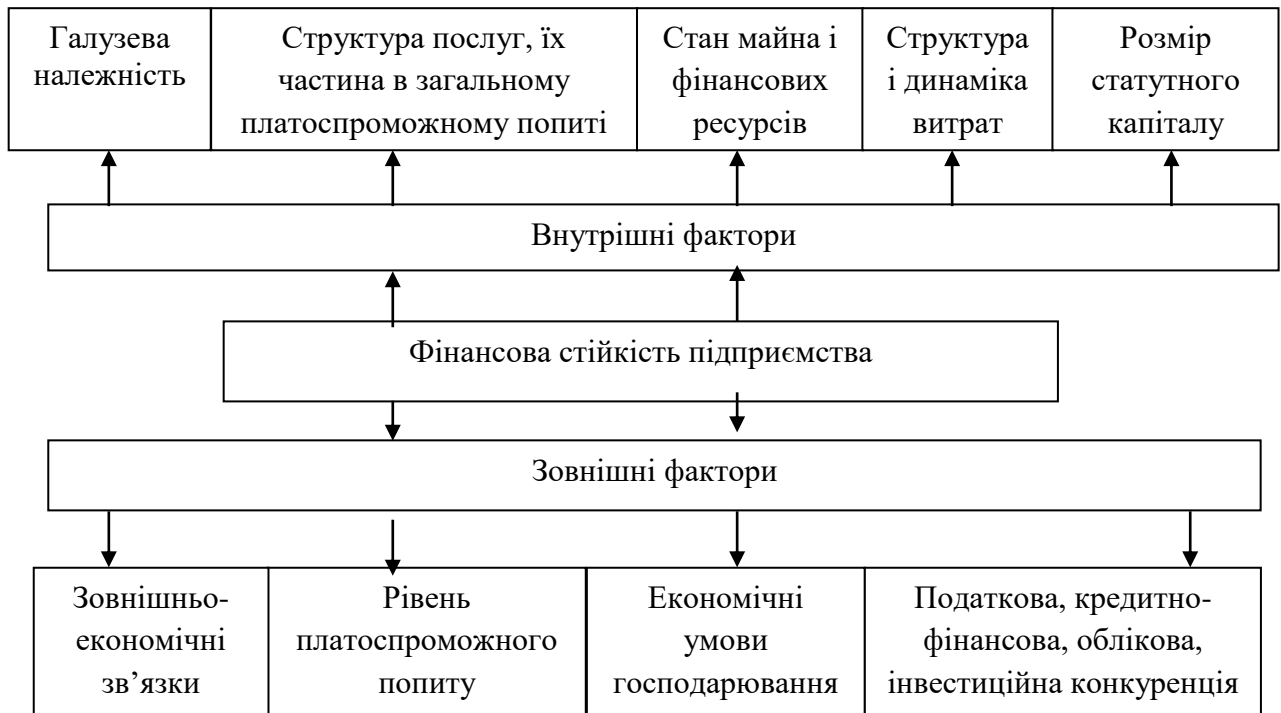 Галузева
належність
Структура послуг, їх
частина в загальному
платоспроможному попиті
Стан майна і
фінансових
ресурсів
Структура
і динаміка
витрат
Розмір
статутного
капіталу
Внутрішні фактори
Фінансова стійкість підприємства
Зовнішні фактори
Зовнішньо-
економічні
зв’язки
Рівень
платоспроможного
попиту
Економічні
умови
господарювання
Податкова, кредитно-
фінансова, облікова,
інвестиційна конкуренція